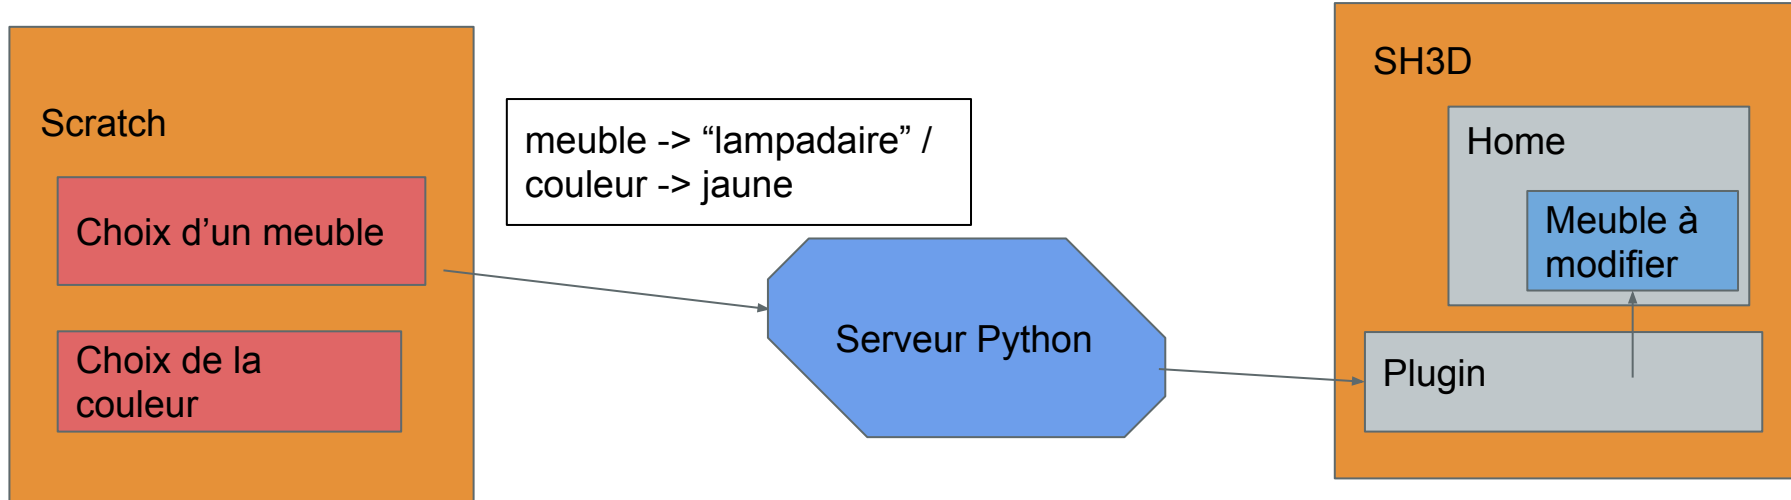 Scratch
Choix d’un meuble
Choix de la
couleur
meuble -> “lampadaire” /
couleur -> jaune
Serveur Python
SH3D
Home
Meuble à
modifier
Plugin